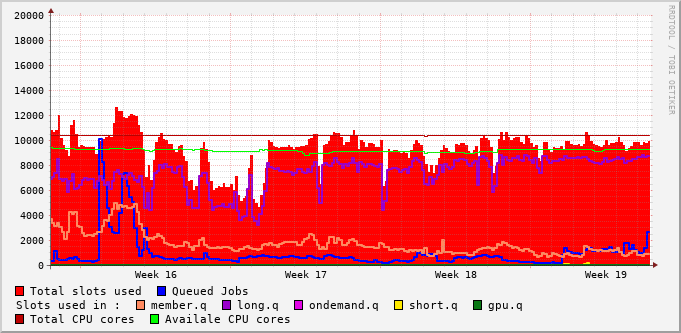 20000
18000
16000
14000
12000
10000
8000
6000
4000
2000
0
Week 16 Week 17 Week 18 Week 19
RRDTOOL / TOBI OETIKER
Total slots used Queued Jobs
Slots used in : member.q long.q ondemand.q short.q gpu.q
Total CPU cores Availale CPU cores